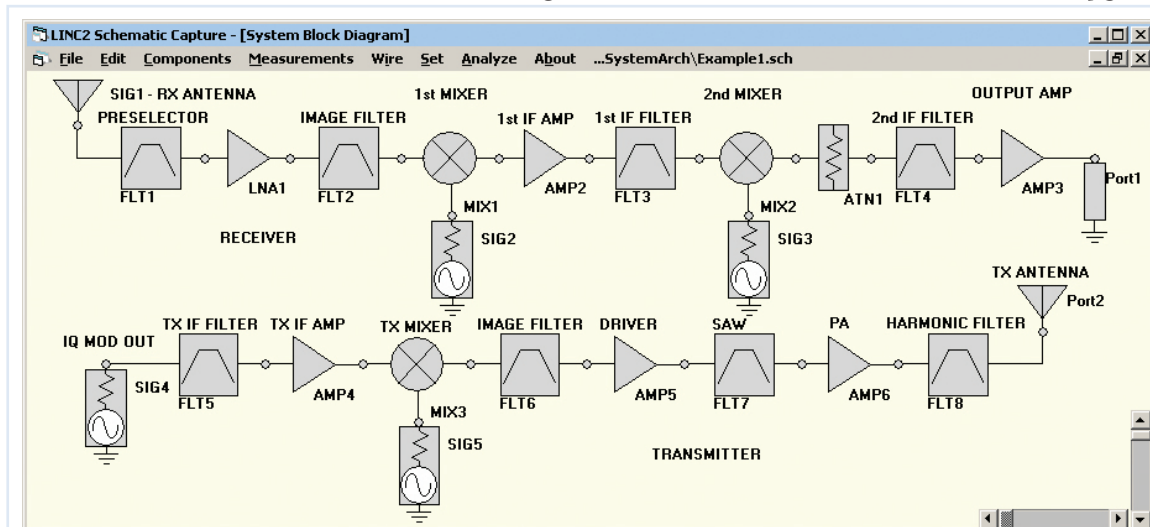 LINC2 Schematic Capture - [System Block Diagram]
File Edit Components Measurements Wire Set Analyze About ...SystemArch\Example1.sch
SIG1 - RX ANTENNA 1st MIXER 2nd MIXER OUTPUT AMP
PRESELECTOR IMAGE FILTER 1st IF AMP 1st IF FILTER 2nd IF FILTER
Port1
FLT1 LNA1 FLT2 AMP2 FLT3 ATN1 FLT4 AMP3
MIX1 MIX2
RECEIVER SIG2 SIG3
TX ANTENNA
Port2
TX IF FILTER TX IF AMP TX MIXER IMAGE FILTER DRIVER SAW PA HARMONIC FILTER
IQ MOD OUT
SIG4 FLT5 AMP4 FLT6 AMP5 FLT7 AMP6 FLT8
MIX3
SIG5 TRANSMITTER